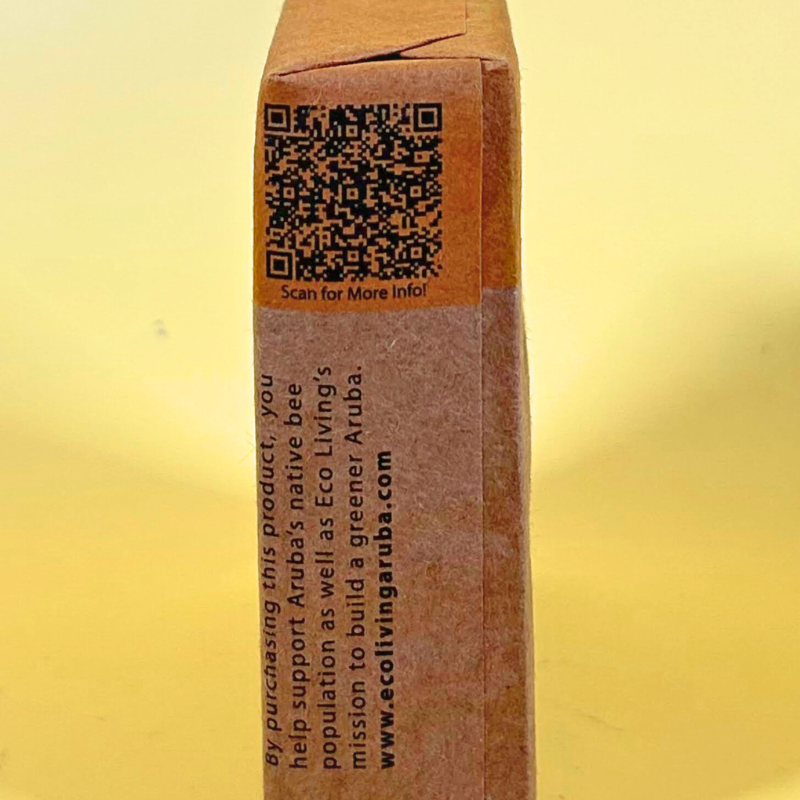 Scan for More Info!
By purchasing this product, you
help support Aruba's native bee
population as well as Eco Living's
mission to build a greener Aruba.
www.ecolivingaruba.com